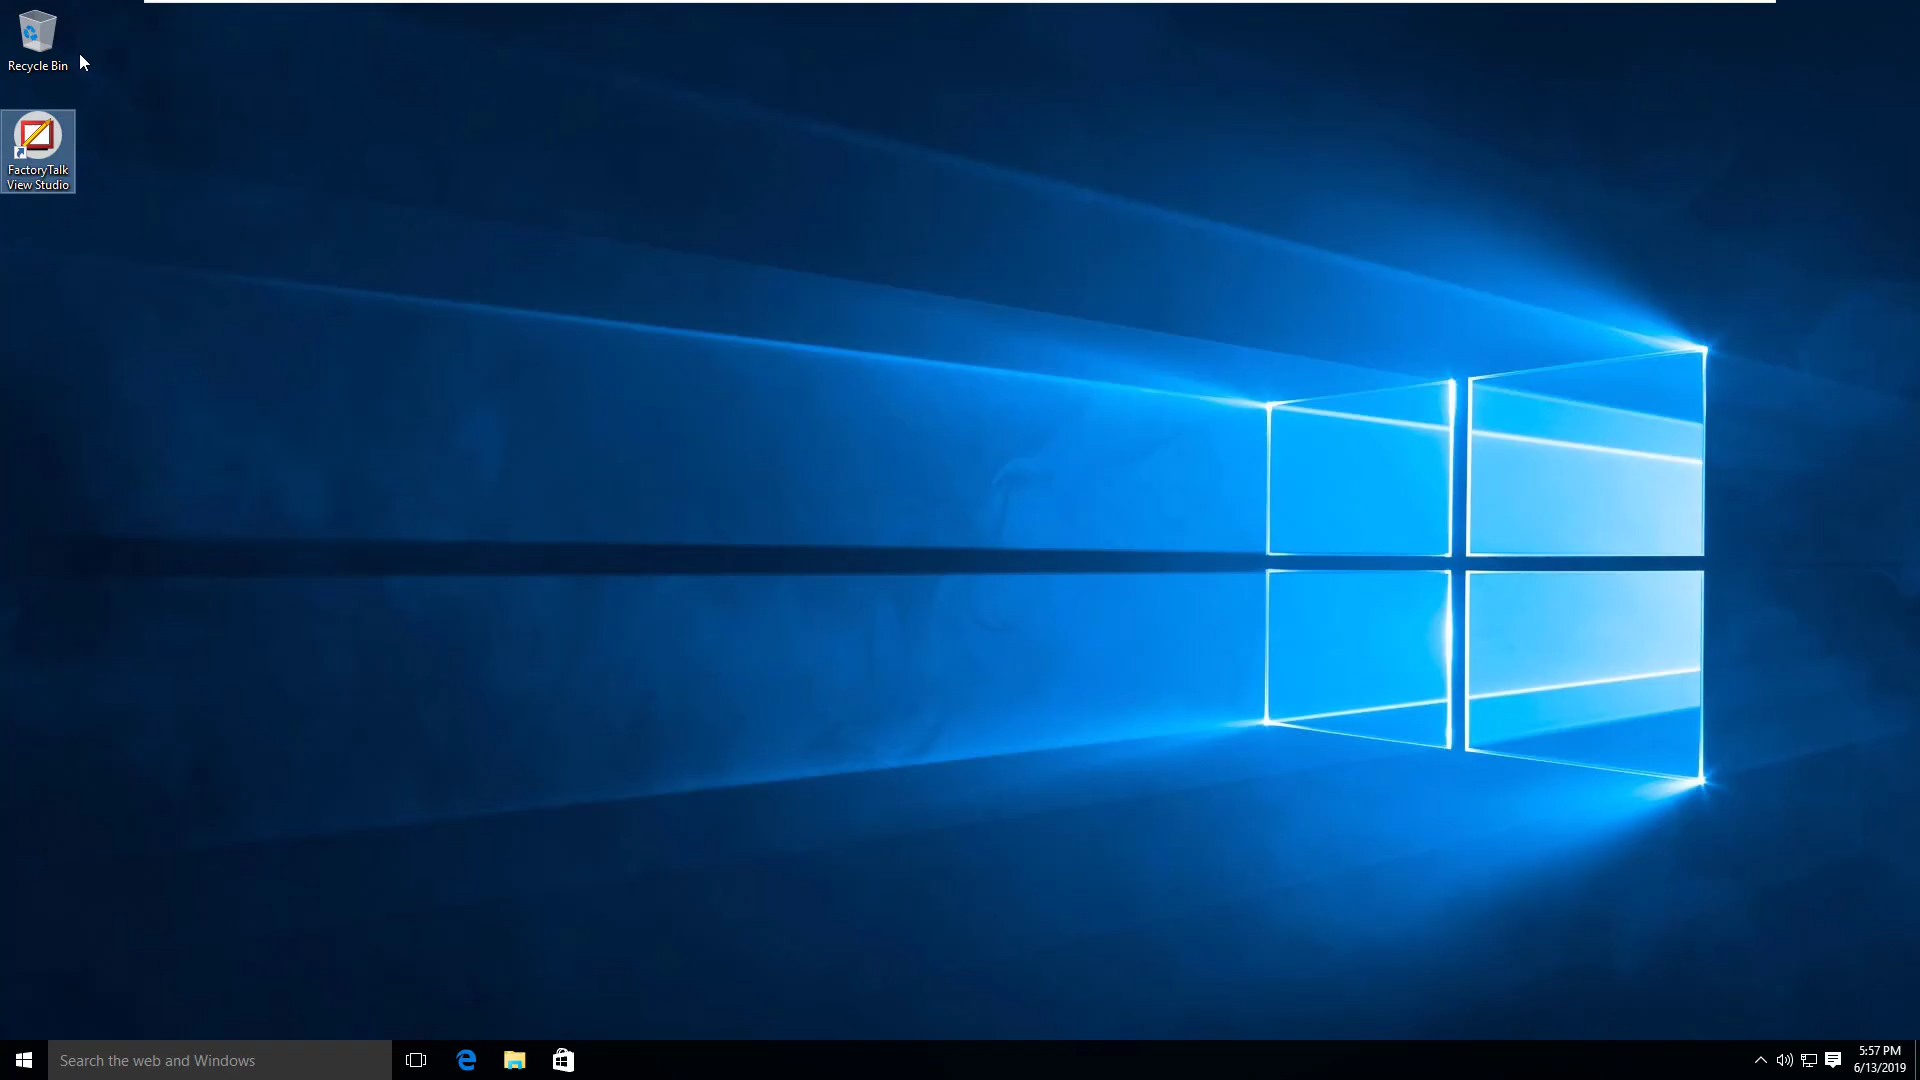 Recycle Bin
FactoryTalk
View Studio
Search the web and Windows
5:57 PM
6/13/2019